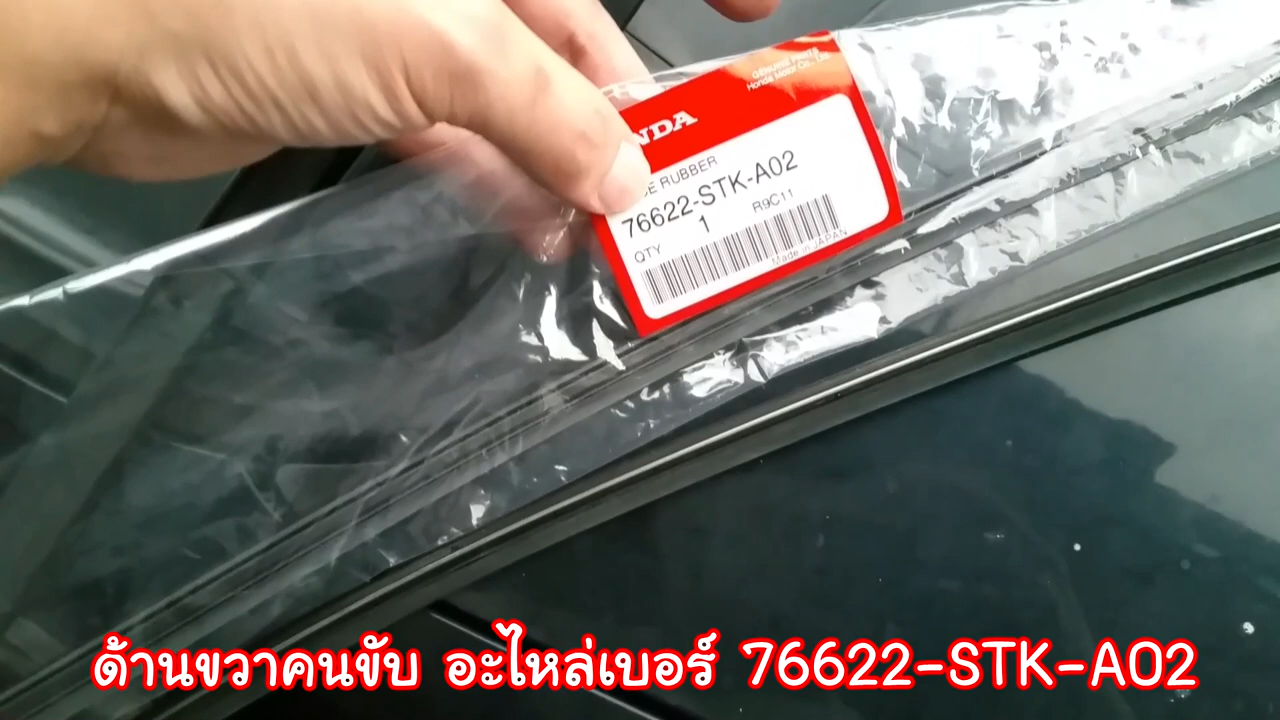 GENUINE PARTS
Honda Motor Co., Ltd.
NDA
CE RUBBER
76622-STK-A02
QTY 1 R9C11
Made in JAPAN
ด้านขวาคนขับ อะไหล่เบอร์ 76622-STK-A02